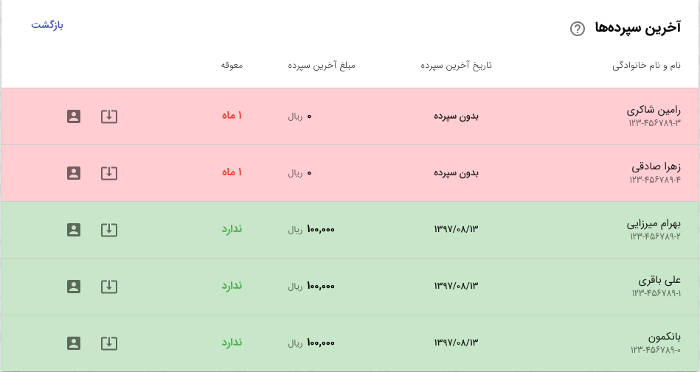 آخرین سپرده‌ها
بازگشت
نام و نام خانوادگی تاریخ آخرین سپرده مبلغ آخرین سپرده معوقه
رامین شاکری بدون سپرده ۰ ریال ۱ ماه
۱۲۳-۴۵۶۷۸۹-۳
زهرا صادقی بدون سپرده ۰ ریال ۱ ماه
۱۲۳-۴۵۶۷۸۹-۴
بهرام میرزایی ۱۳۹۷/۰۸/۱۳ ۱۰۰,۰۰۰ ریال ندارد
۱۲۳-۴۵۶۷۸۹-۲
علی باقری ۱۳۹۷/۰۸/۱۳ ۱۰۰,۰۰۰ ریال ندارد
۱۲۳-۴۵۶۷۸۹-۱
بانکمون ۱۳۹۷/۰۸/۱۳ ۱۰۰,۰۰۰ ریال ندارد
۱۲۳-۴۵۶۷۸۹-۰